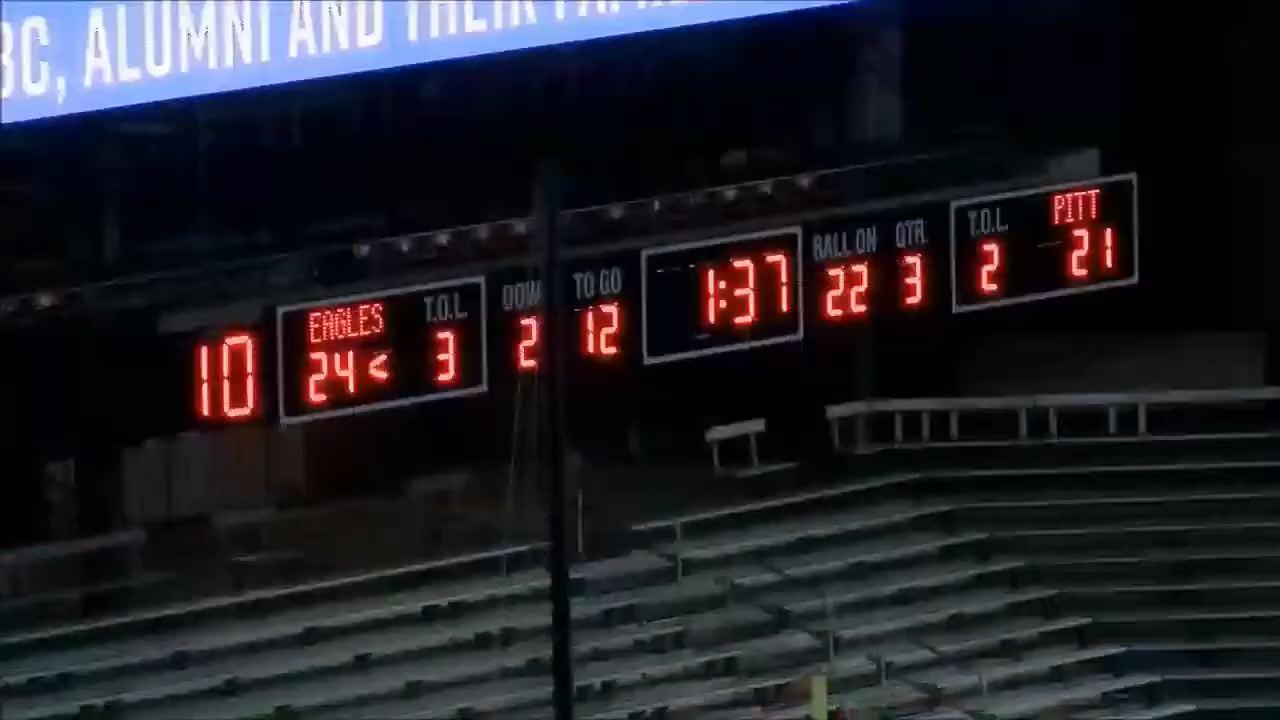 BC, ALUMNI AND THEIR
10
EAGLES
24 <
T.O.L.
3
DOW
2
TO GO
12
1:37
BALL ON
22
QTR.
3
T.O.L.
2
PITT
21